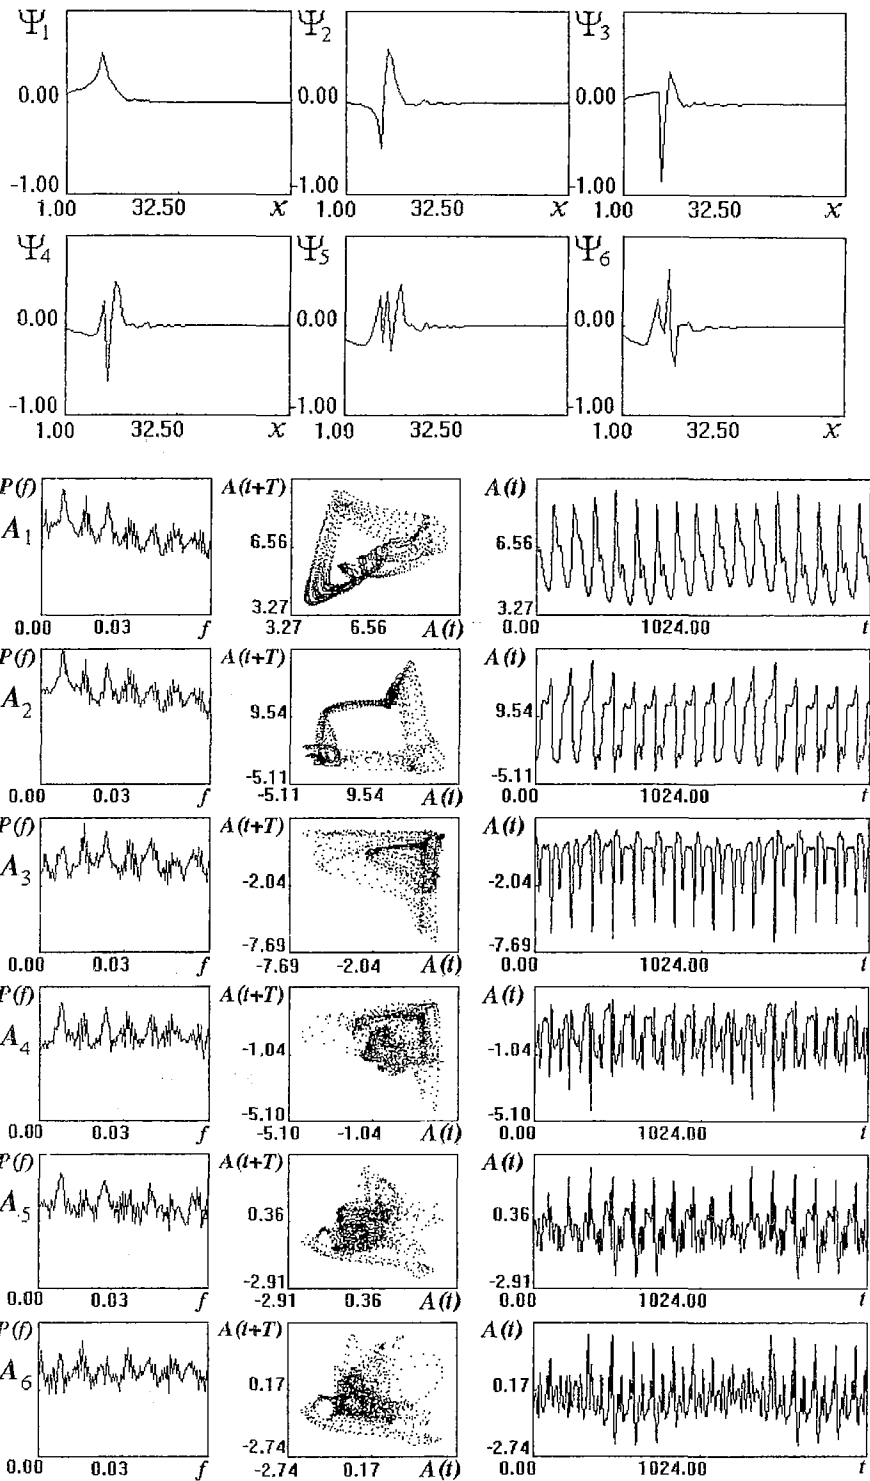 Ψ1 Ψ2 Ψ3
0.00 0.00 0.00
-1.00 -1.00 -1.00
1.00 32.50 x 1.00 32.50 x 1.00 32.50 x
Ψ4 Ψ5 Ψ6
0.00 0.00 0.00
-1.00 -1.00 -1.00
1.00 32.50 x 1.00 32.50 x 1.00 32.50 x
P(f) A(t+T) A(t)
A1 6.56 6.56
3.27 3.27
0.00 0.03 f 3.27 6.56 A(t) 0.00 1024.00 t
P(f) A(t+T) A(t)
A2 9.54 9.54
-5.11 -5.11
0.00 0.03 f -5.11 9.54 A(t) 0.00 1024.00 t
P(f) A(t+T) A(t)
A3 -2.04 -2.04
-7.69 -7.69
0.00 0.03 f -7.69 -2.04 A(t) 0.00 1024.00 t
P(f) A(t+T) A(t)
A4 -1.04 -1.04
-5.10 -5.10
0.00 0.03 f -5.10 -1.04 A(t) 0.00 1024.00 t
P(f) A(t+T) A(t)
A5 0.36 0.36
-2.91 -2.91
0.00 0.03 f -2.91 0.36 A(t) 0.00 1024.00 t
P(f) A(t+T) A(t)
A6 0.17 0.17
-2.74 -2.74
0.00 0.03 f -2.74 0.17 A(t) 0.00 1024.00 t